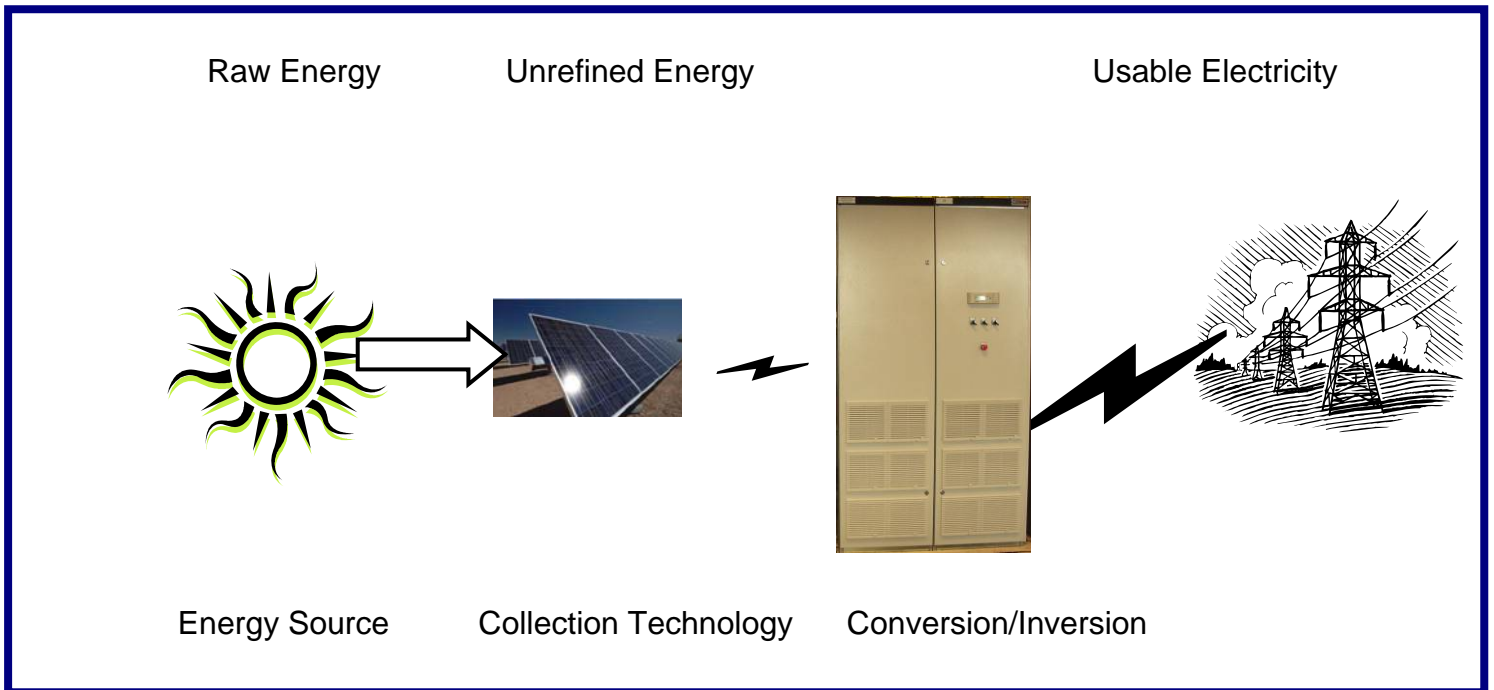 Raw Energy
Unrefined Energy
Usable Electricity
Energy Source
Collection Technology
Conversion/Inversion